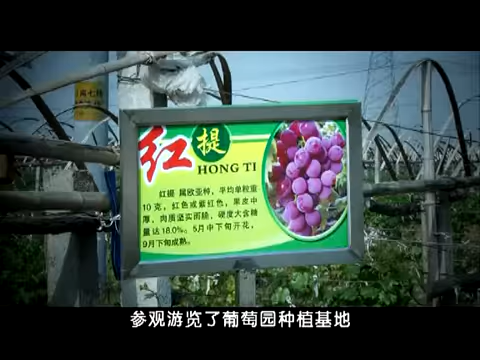 红提
HONG TI
红提 属欧亚种，平均单粒重
10克，红色或紫红色，果皮中
厚，肉质坚实而脆，硬度大含糖
量达18.0%。5月中下旬开花，
9月下旬成熟。
参观游览了葡萄园种植基地